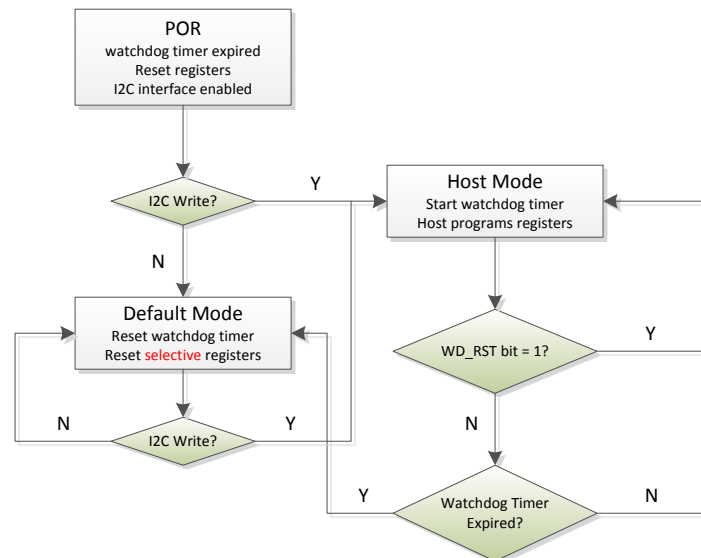 POR
watchdog timer expired
Reset registers
I2C interface enabled
I2C Write?
Y
N
Host Mode
Start watchdog timer
Host programs registers
Default Mode
Reset watchdog timer
Reset selective registers
WD_RST bit = 1?
Y
N
I2C Write?
N
Y
Watchdog Timer
Expired?
Y
N